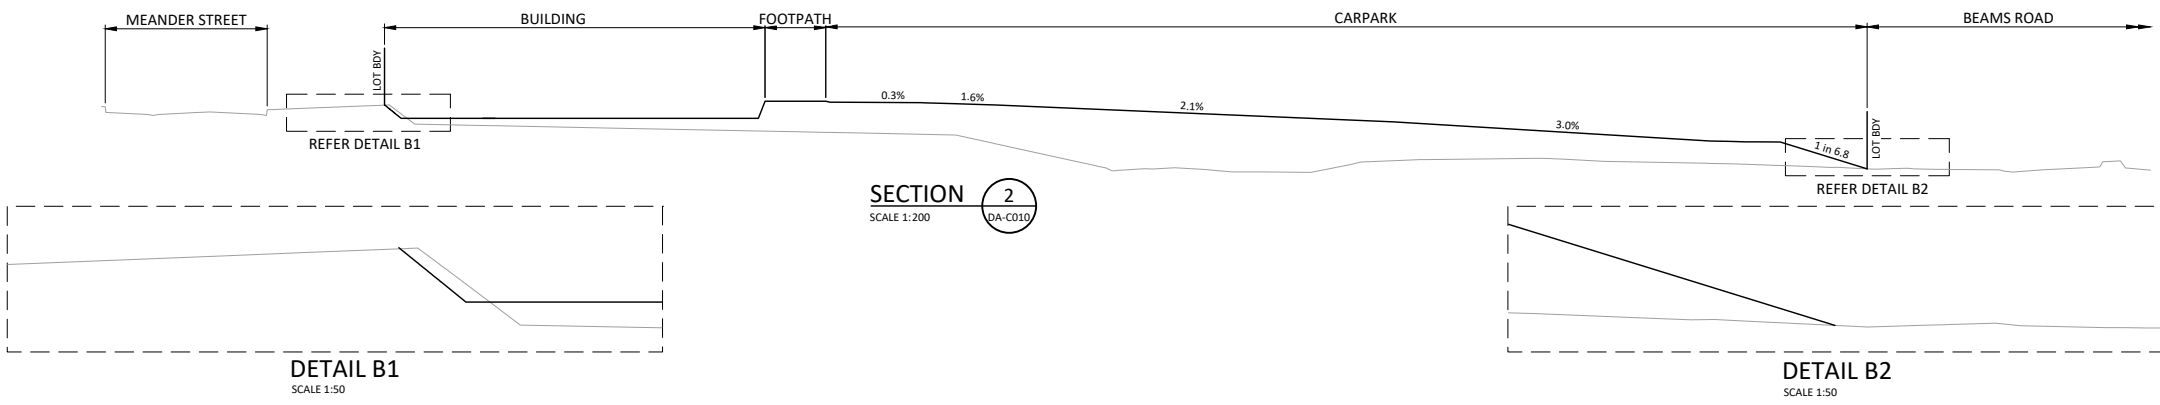 MEANDER STREET
BUILDING
FOOTPATH
CARPARK
BEAMS ROAD
LOT BDY
0.3%
1.6%
2.1%
3.0%
1 in 6.8
LOT BDY
REFER DETAIL B1
REFER DETAIL B2
SECTION
SCALE 1:200
2
DA-C010
DETAIL B1
SCALE 1:50
DETAIL B2
SCALE 1:50